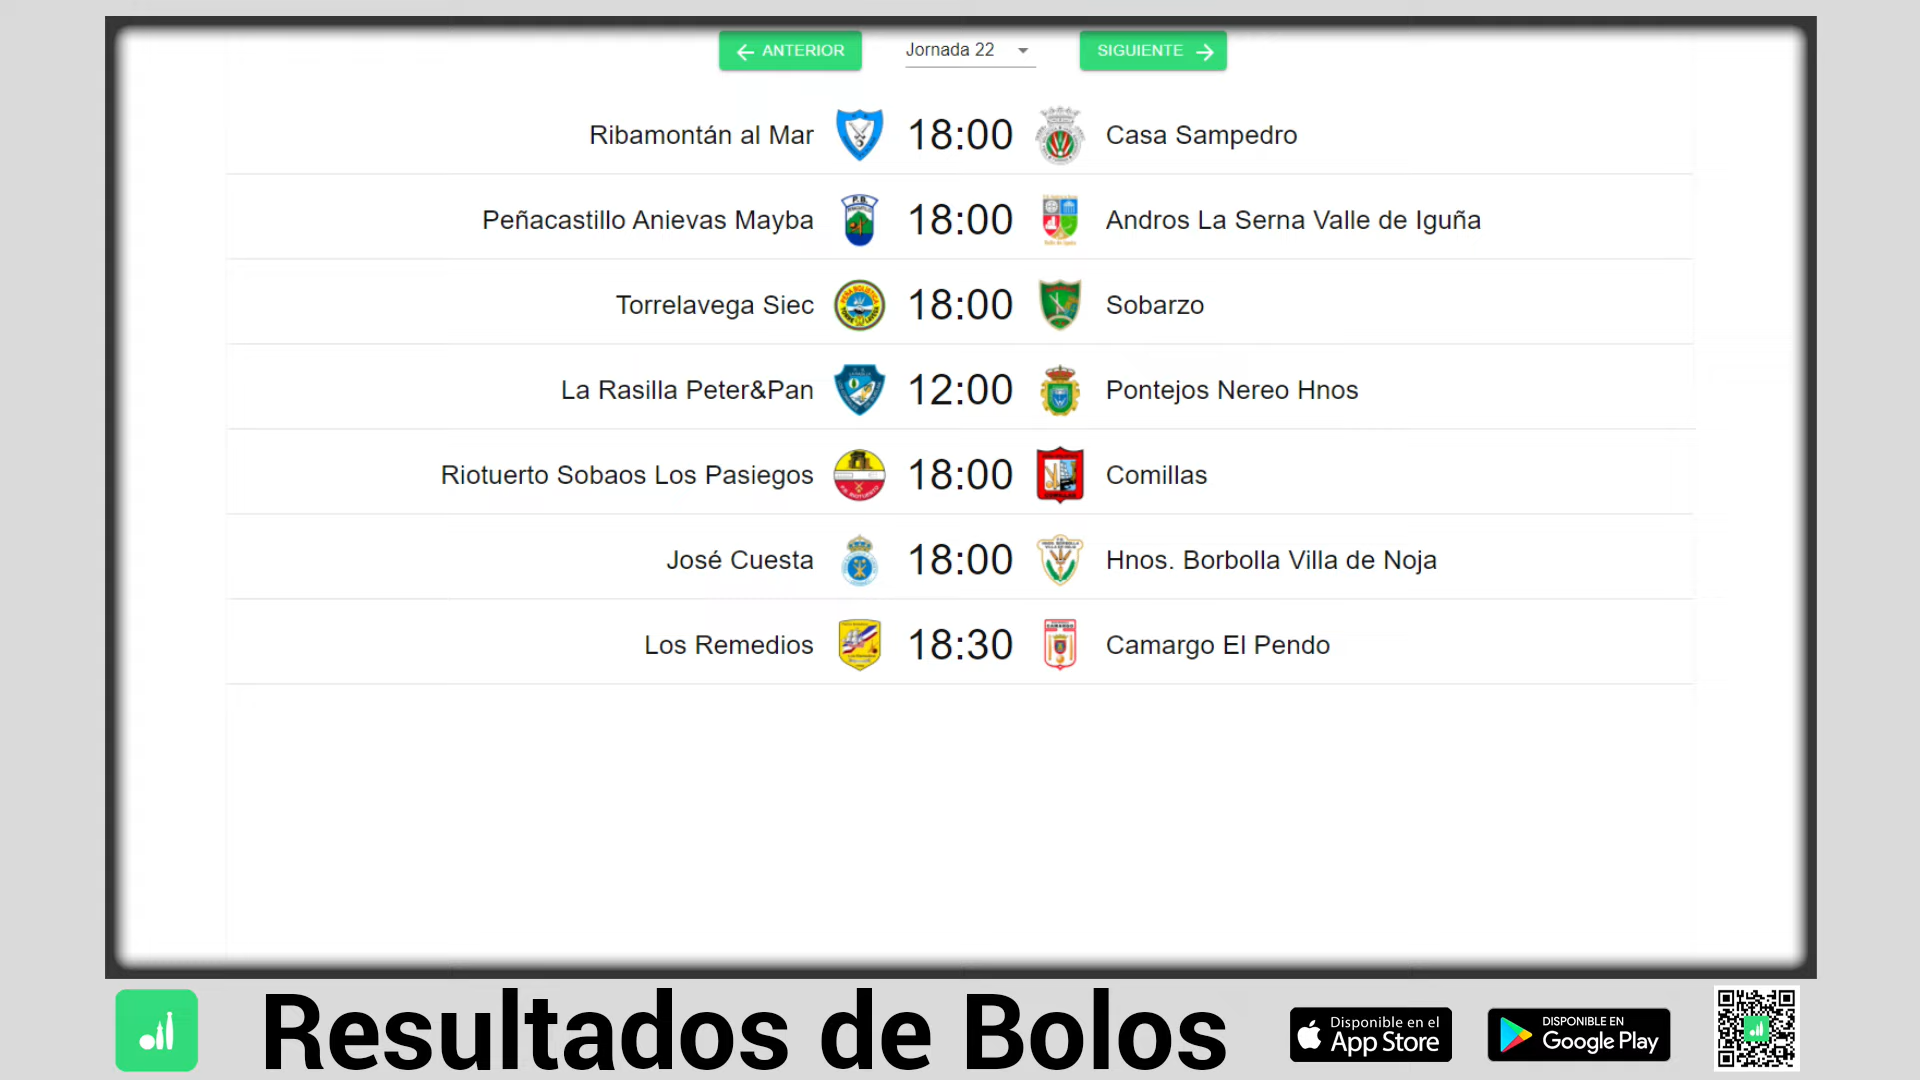 ANTERIOR Jornada 22 SIGUIENTE
Ribamontán al Mar 18:00 Casa Sampedro
Peñacastillo Anievas Mayba 18:00 Andros La Serna Valle de Iguña
Torrelavega Siec 18:00 Sobarzo
La Rasilla Peter&Pan 12:00 Pontejos Nereo Hnos
Riotuerto Sobaos Los Pasiegos 18:00 Comillas
José Cuesta 18:00 Hnos. Borbolla Villa de Noja
Los Remedios 18:30 Camargo El Pendo
Resultados de Bolos
Disponible en el
App Store
DISPONIBLE EN
Google Play